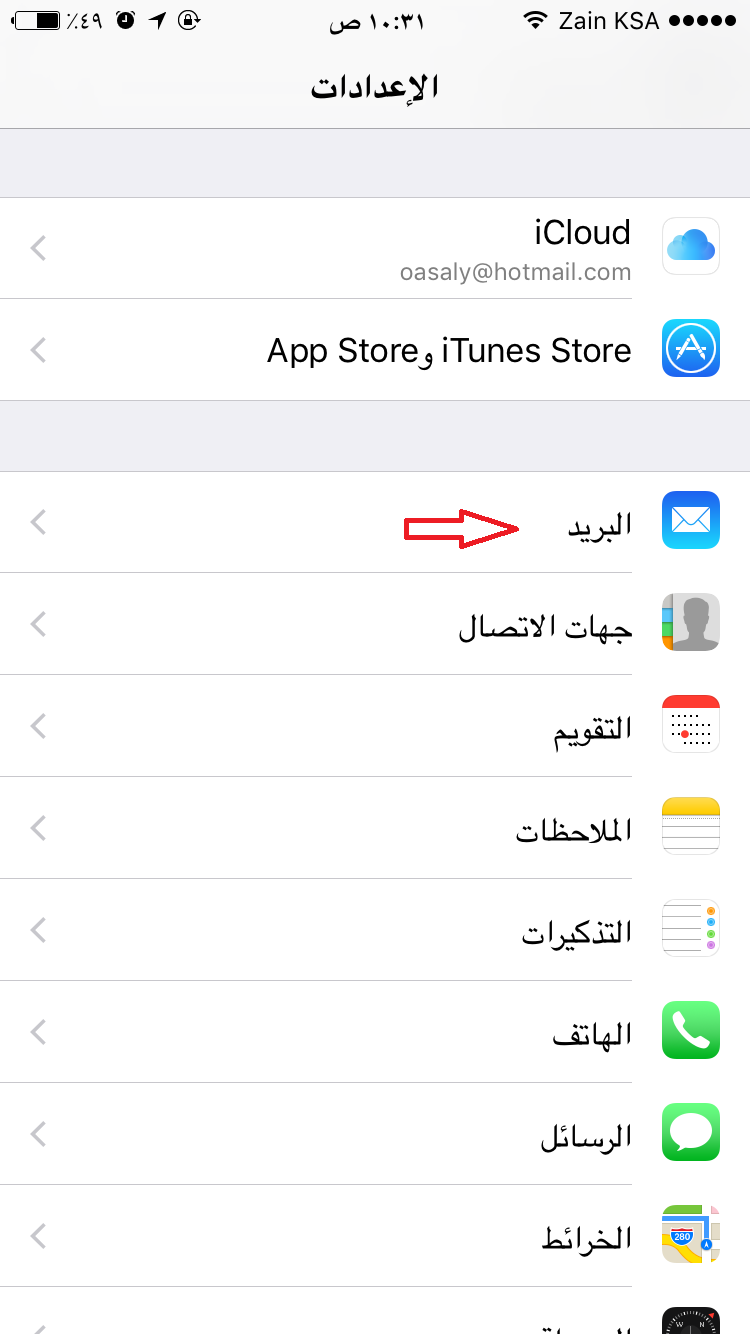 Zain KSA ١٠:٣١ ص ٪٤٩
الإعدادات
iCloud
oasaly@hotmail.com
iTunes Store وApp Store
البريد
جهات الاتصال
التقويم
الملاحظات
التذكيرات
الهاتف
الرسائل
الخرائط
280
W N